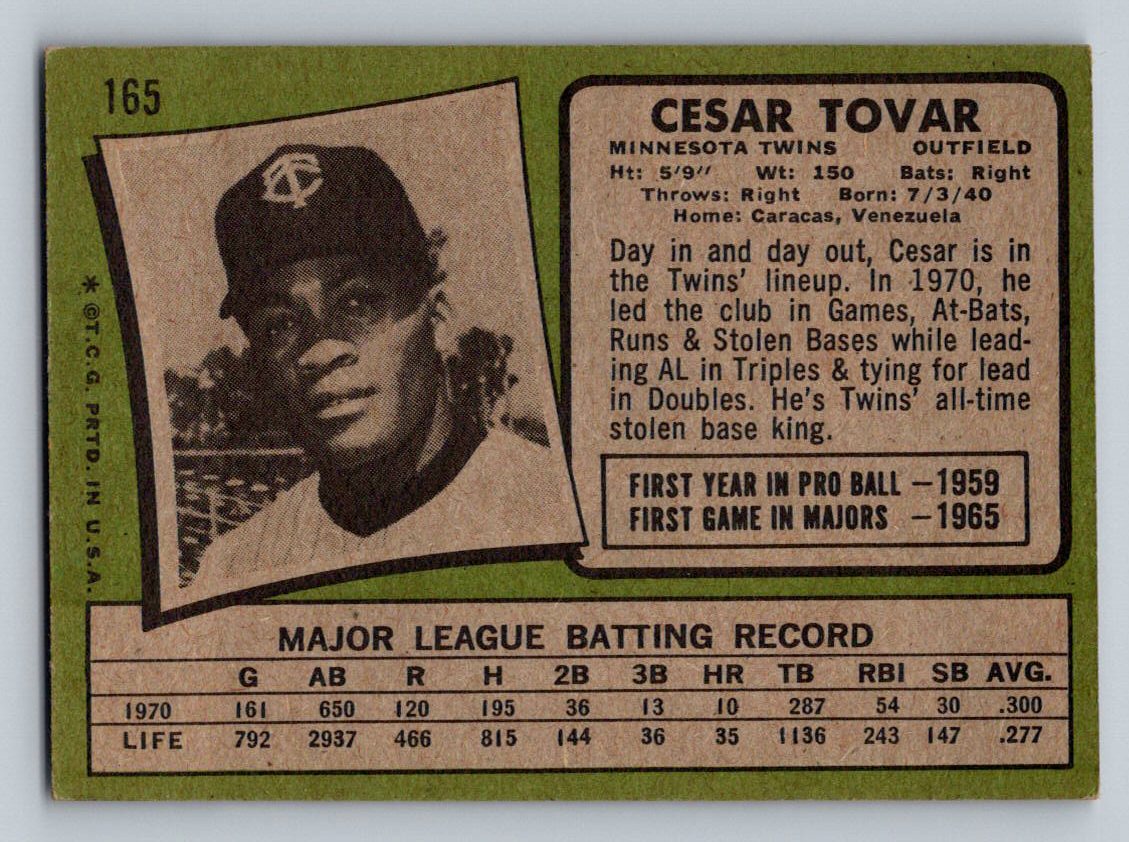 165
CESAR TOVAR
MINNESOTA TWINS OUTFIELD
Ht: 5'9" Wt: 150 Bats: Right
Throws: Right Born: 7/3/40
Home: Caracas, Venezuela
Day in and day out, Cesar is in
the Twins' lineup. In 1970, he
led the club in Games, At-Bats,
Runs & Stolen Bases while lead-
ing AL in Triples & tying for lead
in Doubles. He's Twins' all-time
stolen base king.
FIRST YEAR IN PRO BALL —1959
FIRST GAME IN MAJORS —1965
TC
* ©T.C.G. PRTD. IN U.S.A.
MAJOR LEAGUE BATTING RECORD
G AB R H 2B 3B HR TB RBI SB AVG.
1970 161 650 120 195 36 13 10 287 54 30 .300
LIFE 792 2937 466 815 144 36 35 1136 243 147 .277